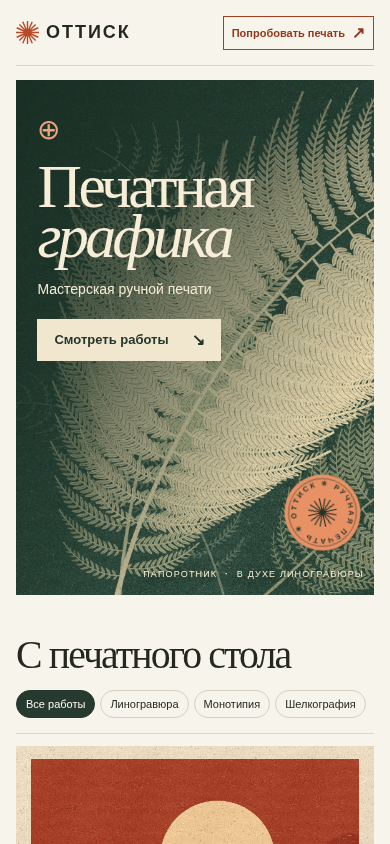 ОТТИСК
Попробовать печать ↗
Печатная
графика
Мастерская ручной печати
Смотреть работы ↘
ОТТИСК ✷ РУЧНАЯ ПЕЧАТЬ ✷
ПАПОРОТНИК · В ДУХЕ ЛИНОГРАВЮРЫ
С печатного стола
Все работы
Линогравюра
Монотипия
Шелкография